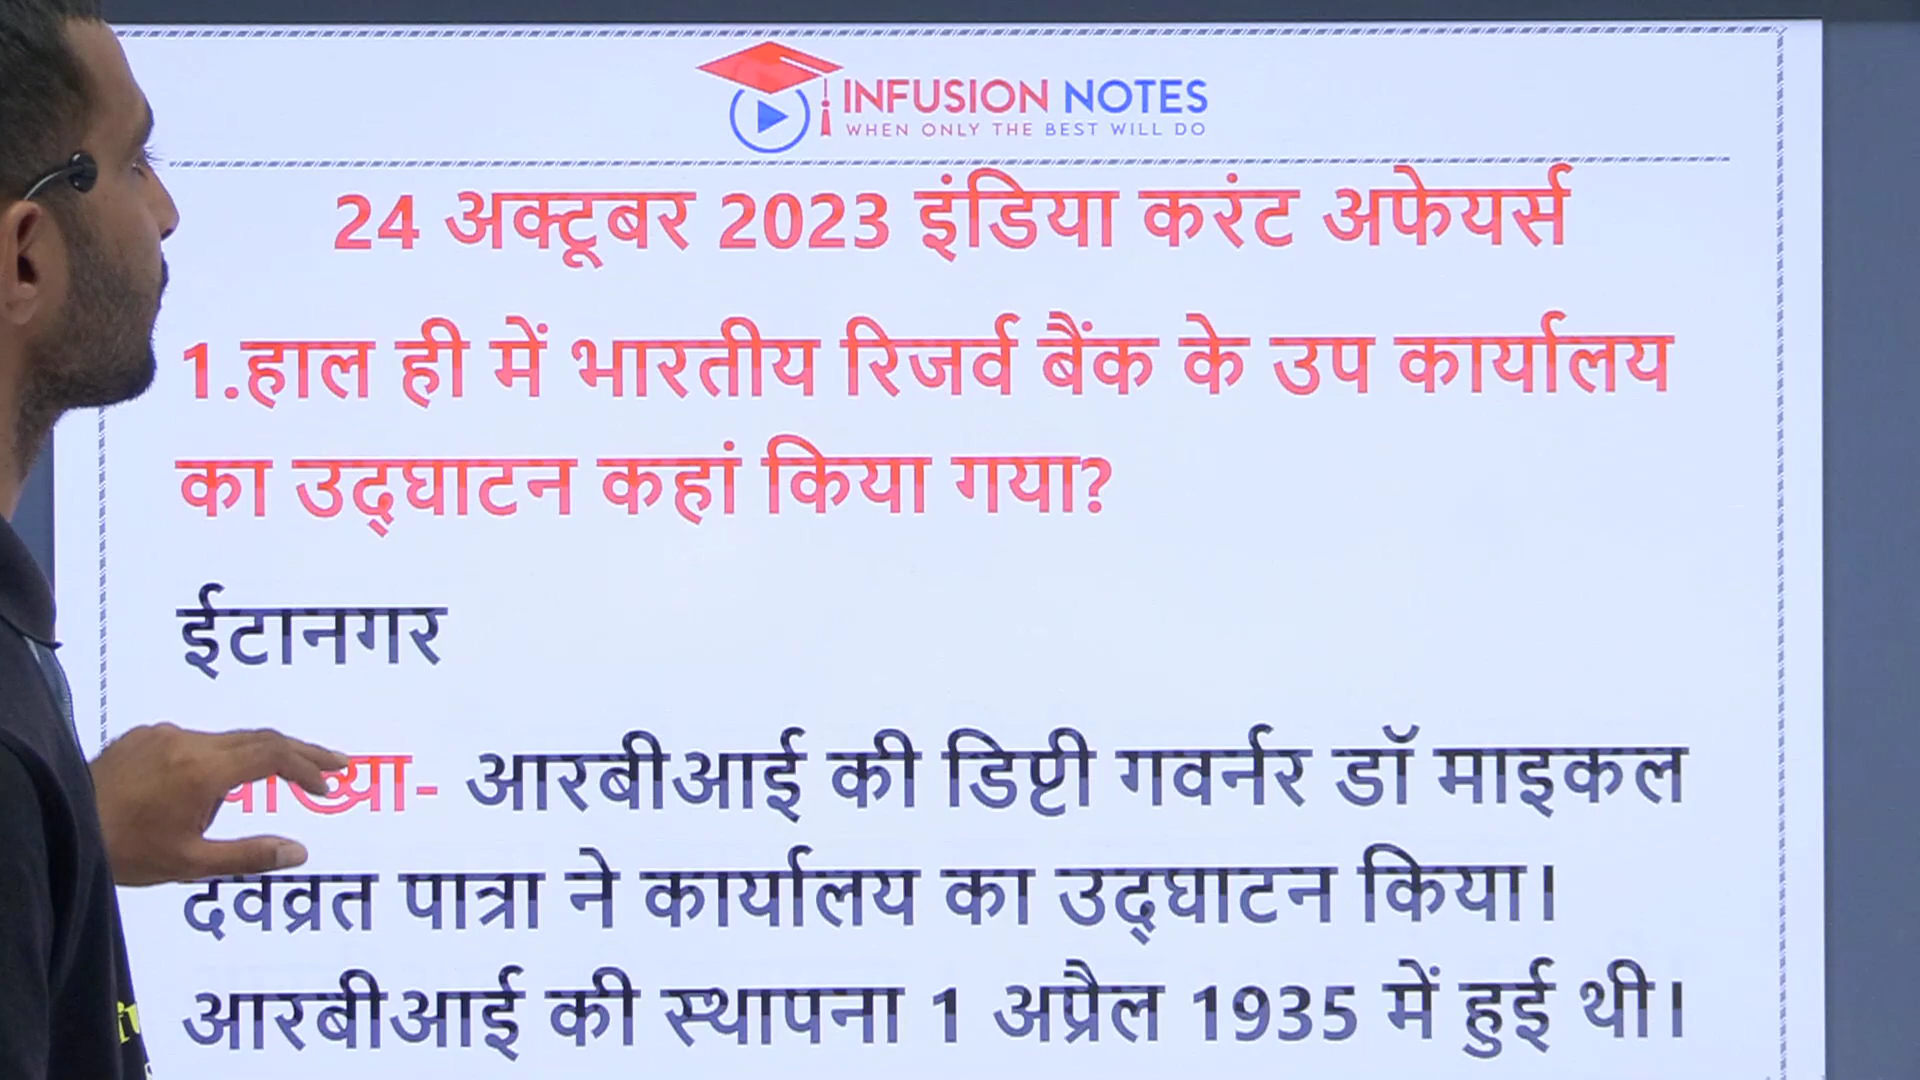 INFUSION NOTES
WHEN ONLY THE BEST WILL DO
24 अक्टूबर 2023 इंडिया करंट अफेयर्स
1.हाल ही में भारतीय रिजर्व बैंक के उप कार्यालय
का उद्घाटन कहां किया गया?
ईटानगर
आरबीआई की डिप्टी गवर्नर डॉ माइकल
देवव्रत पात्रा ने कार्यालय का उद्घाटन किया।
आरबीआई की स्थापना 1 अप्रैल 1935 में हुई थी।